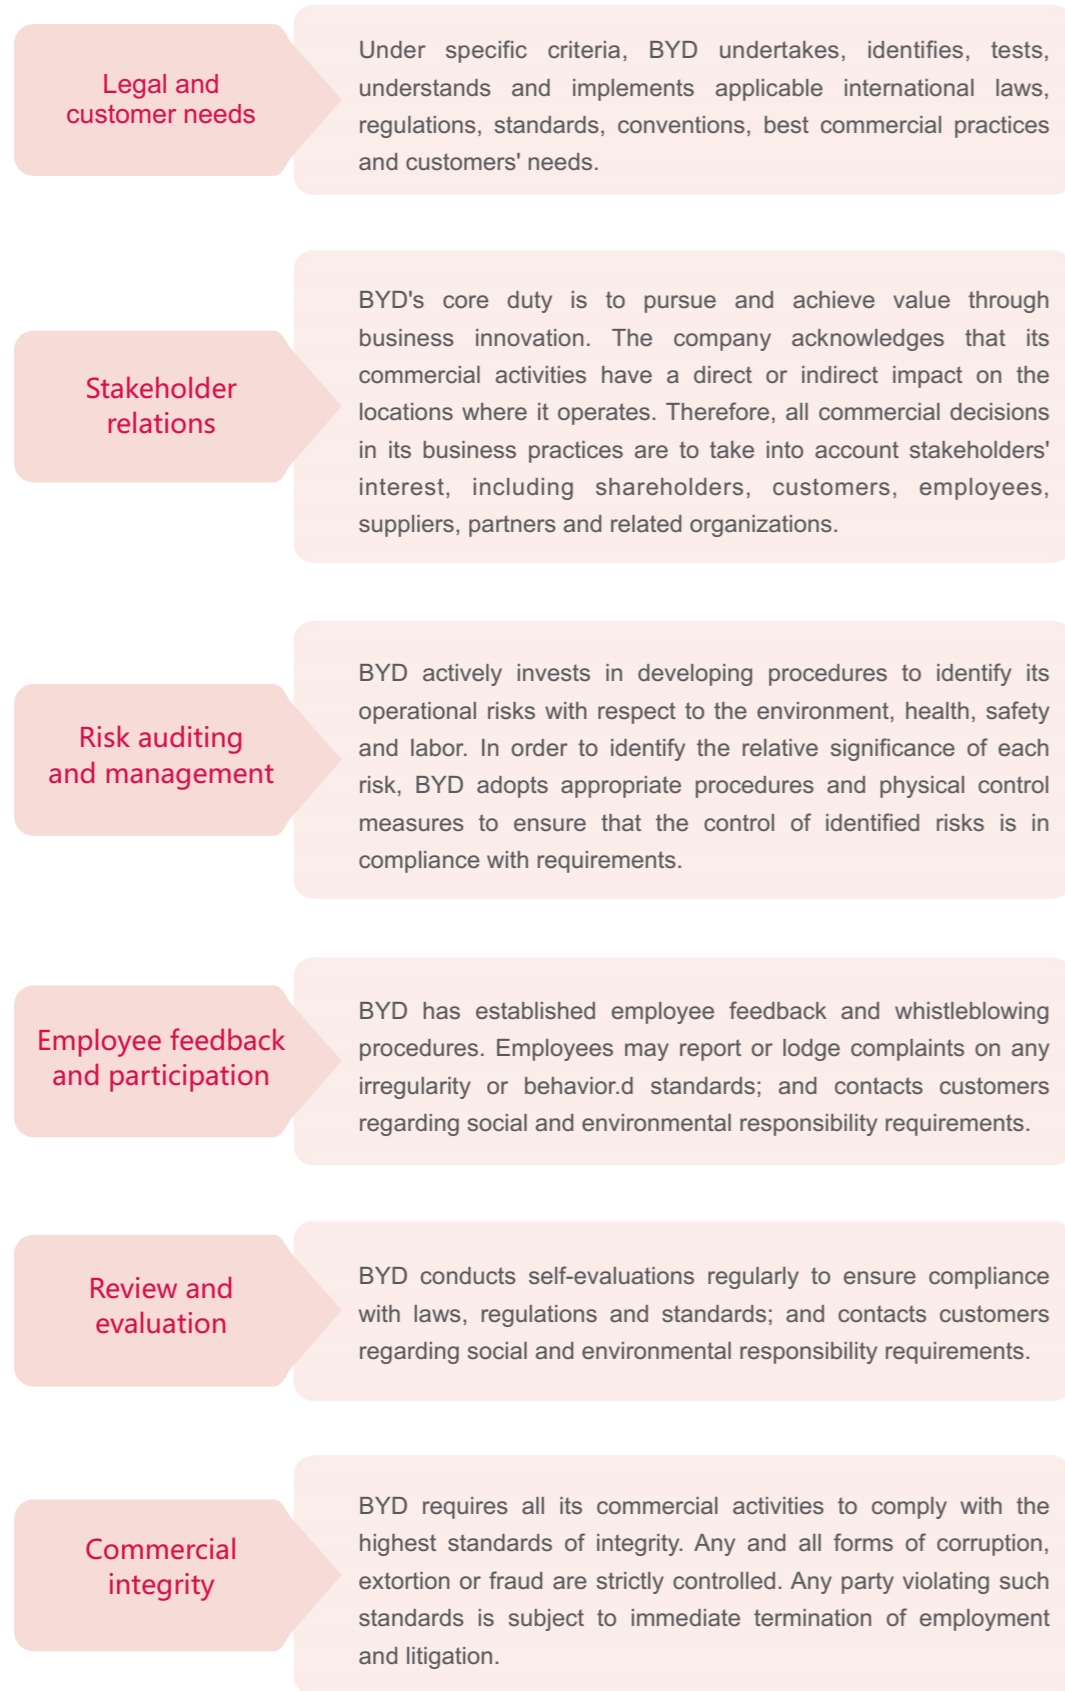 Legal and
customer needs
Under specific criteria, BYD undertakes, identifies, tests,
understands and implements applicable international laws,
regulations, standards, conventions, best commercial practices
and customers' needs.
Stakeholder
relations
BYD's core duty is to pursue and achieve value through
business innovation. The company acknowledges that its
commercial activities have a direct or indirect impact on the
locations where it operates. Therefore, all commercial decisions
in its business practices are to take into account stakeholders'
interest, including shareholders, customers, employees,
suppliers, partners and related organizations.
Risk auditing
and management
BYD actively invests in developing procedures to identify its
operational risks with respect to the environment, health, safety
and labor. In order to identify the relative significance of each
risk, BYD adopts appropriate procedures and physical control
measures to ensure that the control of identified risks is in
compliance with requirements.
Employee feedback
and participation
BYD has established employee feedback and whistleblowing
procedures. Employees may report or lodge complaints on any
irregularity or behavior.d standards; and contacts customers
regarding social and environmental responsibility requirements.
Review and
evaluation
BYD conducts self-evaluations regularly to ensure compliance
with laws, regulations and standards; and contacts customers
regarding social and environmental responsibility requirements.
Commercial
integrity
BYD requires all its commercial activities to comply with the
highest standards of integrity. Any and all forms of corruption,
extortion or fraud are strictly controlled. Any party violating such
standards is subject to immediate termination of employment
and litigation.